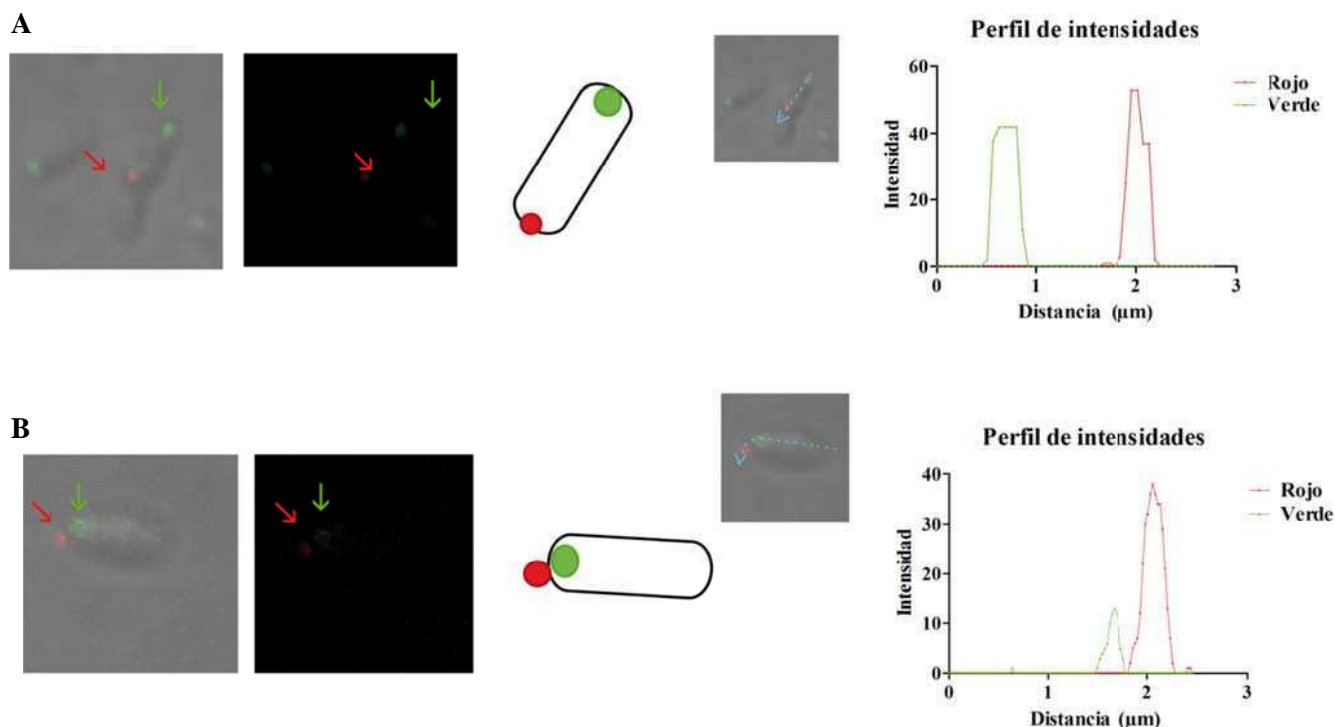 A
Perfil de intensidades
60
40
20
0
Intensidad
0 1 2 3
Distancia (µm)
Rojo
Verde
B
Perfil de intensidades
40
30
20
10
0
Intensidad
0 1 2 3
Distancia (µm)
Rojo
Verde